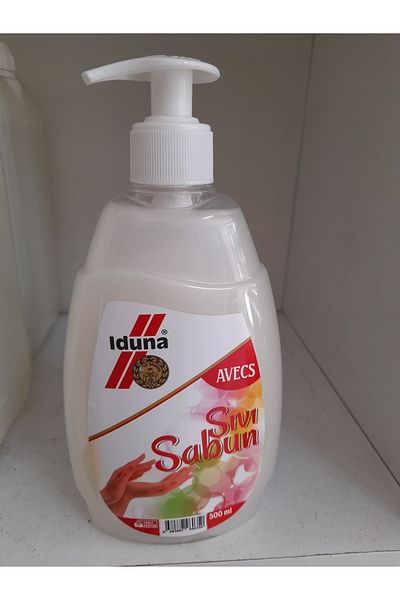 Iduna®
AVECS
Sıvı
Sabun
500 ml